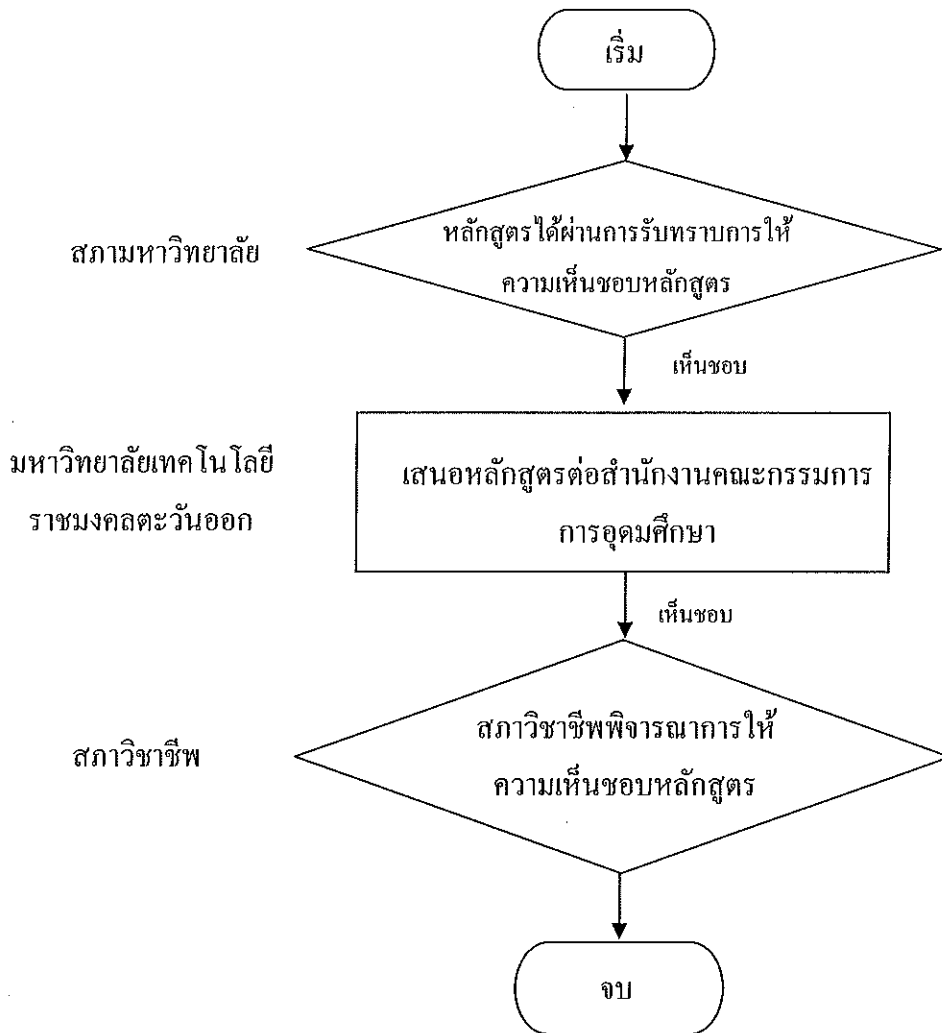 เริ่ม
สภามหาวิทยาลัย
หลักสูตรได้ผ่านการรับทราบการให้
ความเห็นชอบหลักสูตร
เห็นชอบ
มหาวิทยาลัยเทคโนโลยี
ราชมงคลตะวันออก
เสนอหลักสูตรต่อสำนักงานคณะกรรมการ
การอุดมศึกษา
เห็นชอบ
สภาวิชาชีพ
สภาวิชาชีพพิจารณาการให้
ความเห็นชอบหลักสูตร
จบ